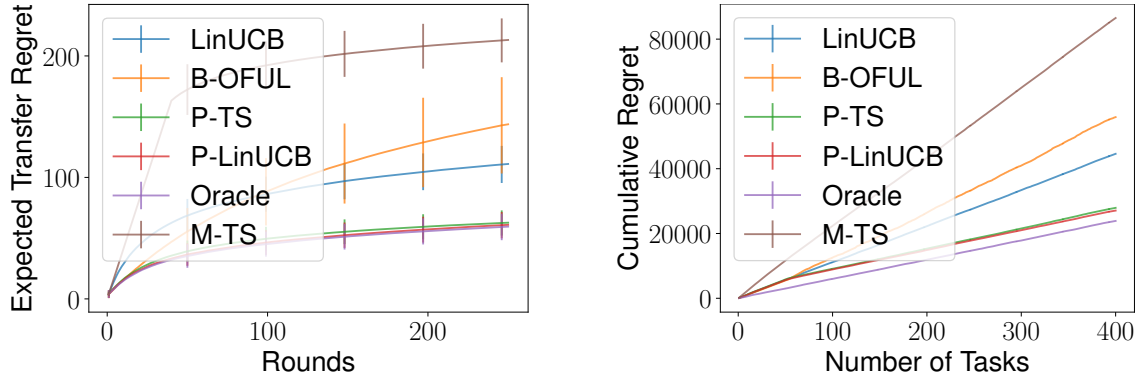 Expected Transfer Regret
200
100
0
LinUCB
B-OFUL
P-TS
P-LinUCB
Oracle
M-TS
0
100
200
Rounds
Cumulative Regret
80000
60000
40000
20000
0
LinUCB
B-OFUL
P-TS
P-LinUCB
Oracle
M-TS
0
100
200
300
400
Number of Tasks